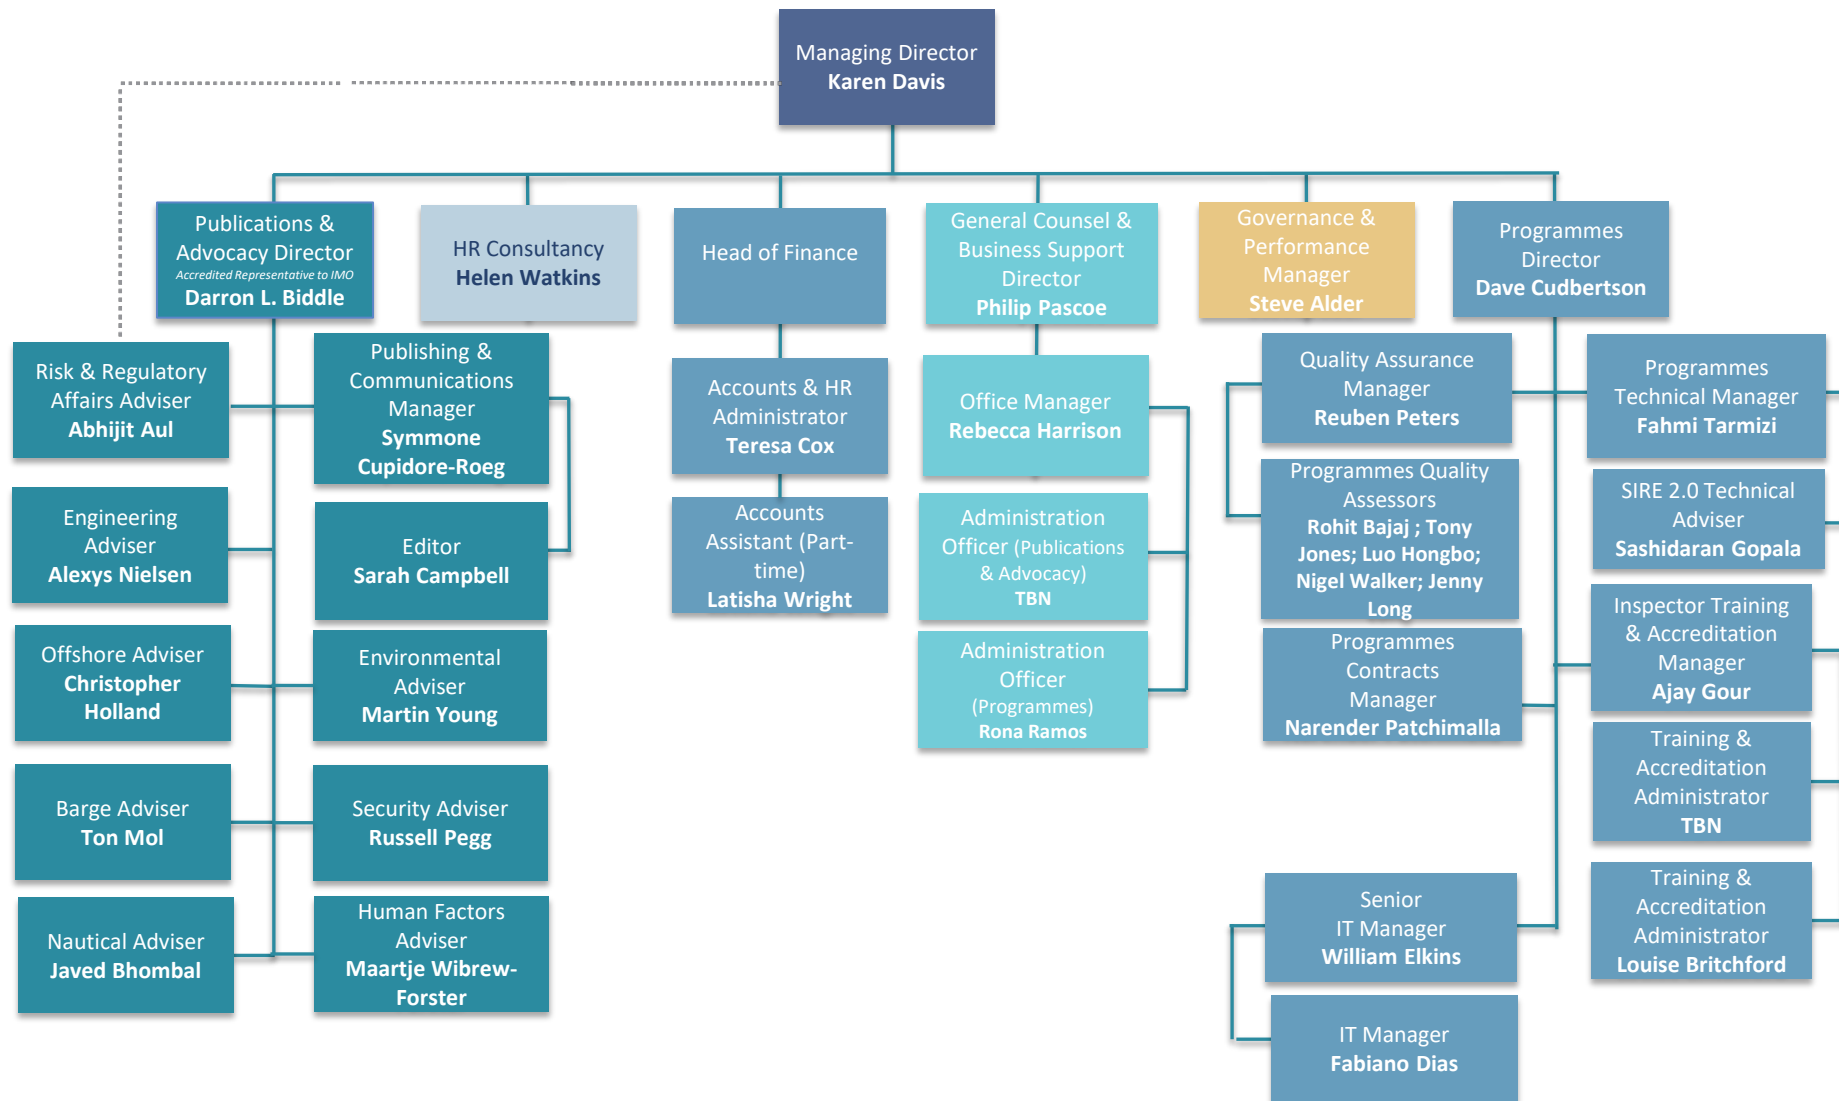 Managing Director
Karen Davis
Publications &
Advocacy Director
Accredited Representative to IMO
Darron L. Biddle
HR Consultancy
Helen Watkins
Head of Finance
General Counsel &
Business Support
Director
Philip Pascoe
Governance &
Performance
Manager
Steve Alder
Programmes
Director
Dave Cudbertson
Risk & Regulatory
Affairs Adviser
Abhijit Aul
Publishing &
Communications
Manager
Symmone
Cupidore-Roeg
Accounts & HR
Administrator
Teresa Cox
Office Manager
Rebecca Harrison
Quality Assurance
Manager
Reuben Peters
Programmes
Technical Manager
Fahmi Tarmizi
Engineering
Adviser
Alexys Nielsen
Editor
Sarah Campbell
Accounts
Assistant (Part-
time)
Latisha Wright
Administration
Officer (Publications
& Advocacy)
TBN
Programmes Quality
Assessors
Rohit Bajaj ; Tony
Jones; Luo Hongbo;
Nigel Walker; Jenny
Long
SIRE 2.0 Technical
Adviser
Sashidaran Gopala
Offshore Adviser
Christopher
Holland
Environmental
Adviser
Martin Young
Administration
Officer
(Programmes)
Rona Ramos
Programmes
Contracts
Manager
Narender Patchimalla
Inspector Training
& Accreditation
Manager
Ajay Gour
Barge Adviser
Ton Mol
Security Adviser
Russell Pegg
Training &
Accreditation
Administrator
TBN
Nautical Adviser
Javed Bhombal
Human Factors
Adviser
Maartje Wibrew-
Forster
Senior
IT Manager
William Elkins
Training &
Accreditation
Administrator
Louise Britchford
IT Manager
Fabiano Dias